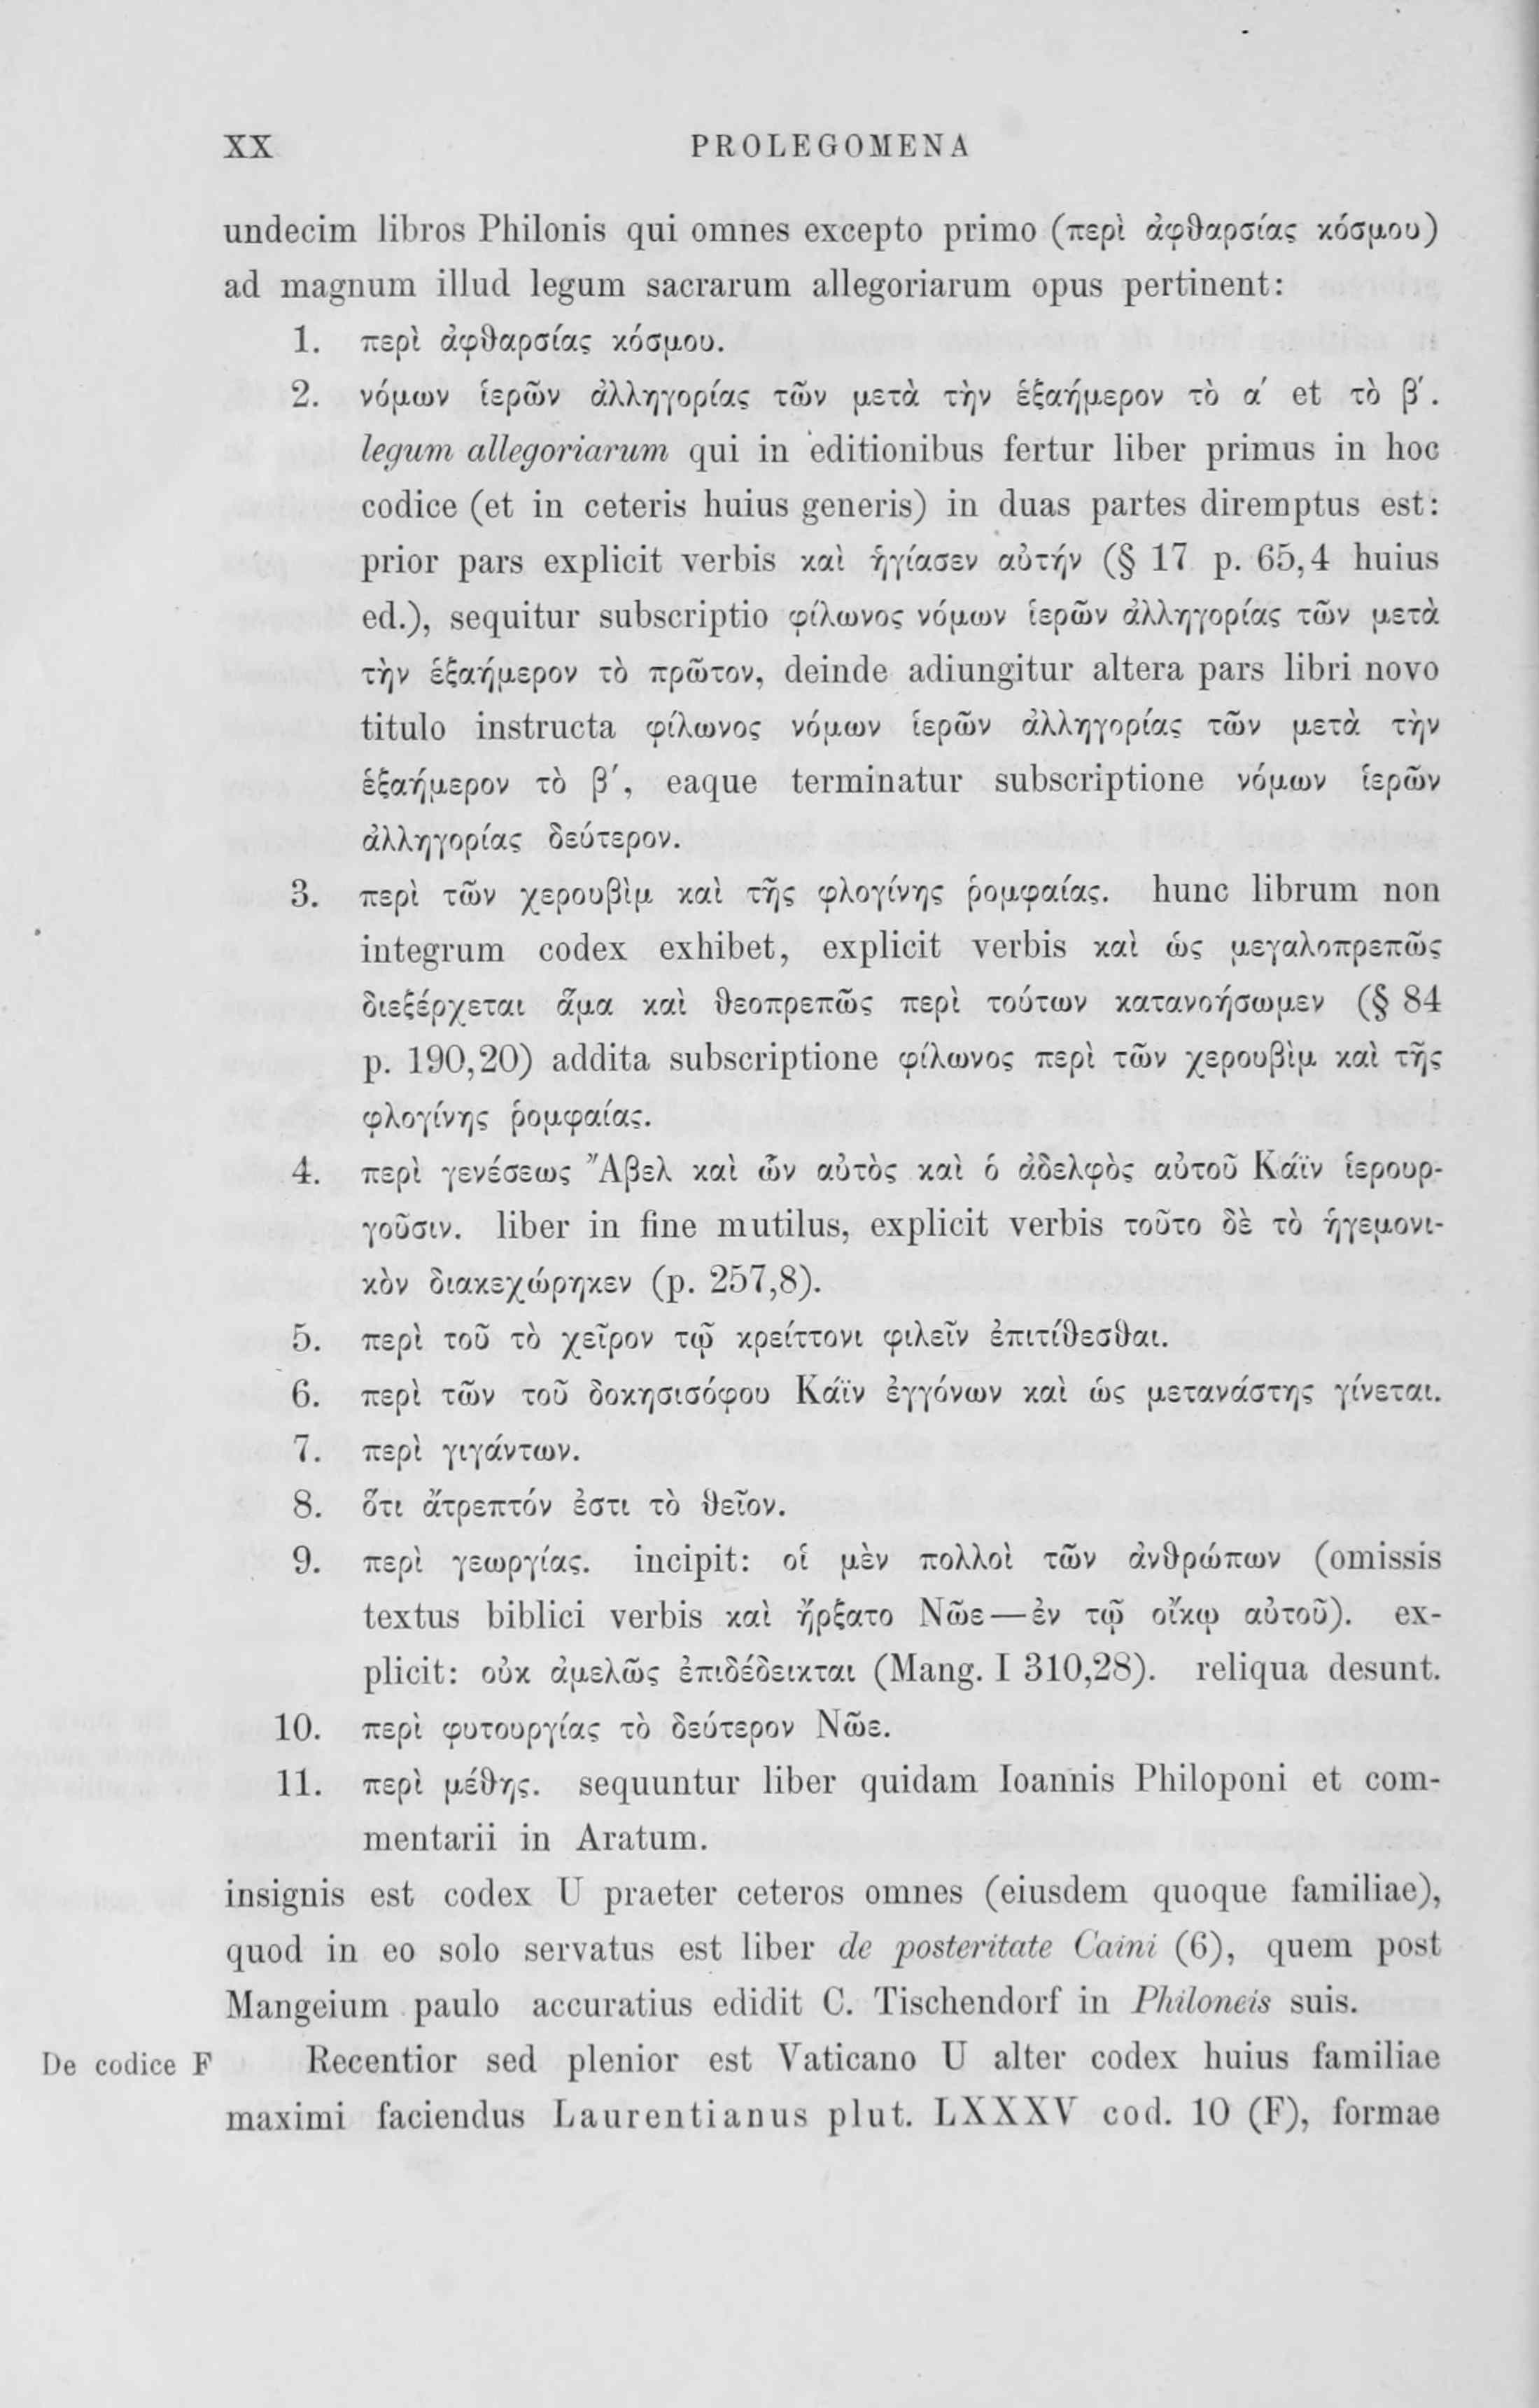 XX PROLEGOMENA
undecim libros Philonis qui omnes excepto primo (περὶ ἀφθαρσίας κόσμου)
ad magnum illud legum sacrarum allegoriarum opus pertinent:
1. περὶ ἀφθαρσίας κόσμου.
2. νόμων ἱερῶν ἀλληγορίας τῶν μετὰ τὴν ἑξαήμερον τὸ α′ et τὸ β′.
legum allegoriarum qui in editionibus fertur liber primus in hoc
codice (et in ceteris huius generis) in duas partes diremptus est:
prior pars explicit verbis καὶ ἡγίασεν αὐτήν (§ 17 p. 65,4 huius
ed.), sequitur subscriptio φίλωνος νόμων ἱερῶν ἀλληγορίας τῶν μετὰ
τὴν ἑξαήμερον τὸ πρῶτον, deinde adiungitur altera pars libri novo
titulo instructa φίλωνος νόμων ἱερῶν ἀλληγορίας τῶν μετὰ τὴν
ἑξαήμερον τὸ β′, eaque terminatur subscriptione νόμων ἱερῶν
ἀλληγορίας δεύτερον.
3. περὶ τῶν χερουβὶμ καὶ τῆς φλογίνης ῥομφαίας. hunc librum non
integrum codex exhibet, explicit verbis καὶ ὡς μεγαλοπρεπῶς
διεξέρχεται ἅμα καὶ θεοπρεπῶς περὶ τούτων κατανοήσωμεν (§ 84
p. 190,20) addita subscriptione φίλωνος περὶ τῶν χερουβὶμ καὶ τῆς
φλογίνης ῥομφαίας.
4. περὶ γενέσεως Ἄβελ καὶ ὧν αὐτὸς καὶ ὁ ἀδελφὸς αὐτοῦ Κάϊν ἱερουρ-
γοῦσιν. liber in fine mutilus, explicit verbis τοῦτο δὲ τὸ ἡγεμονι-
κὸν διακεχώρηκεν (p. 257,8).
5. περὶ τοῦ τὸ χεῖρον τῷ κρείττονι φιλεῖν ἐπιτίθεσθαι.
6. περὶ τῶν τοῦ δοκησισόφου Κάϊν ἐγγόνων καὶ ὡς μετανάστης γίνεται.
7. περὶ γιγάντων.
8. ὅτι ἄτρεπτόν ἐστι τὸ θεῖον.
9. περὶ γεωργίας. incipit: οἱ μὲν πολλοὶ τῶν ἀνθρώπων (omissis
textus biblici verbis καὶ ἤρξατο Νῶε—ἐν τῷ οἴκῳ αὐτοῦ). ex-
plicit: οὐκ ἀμελῶς ἐπιδέδεικται (Mang. I 310,28). reliqua desunt.
10. περὶ φυτουργίας τὸ δεύτερον Νῶε.
11. περὶ μέθης. sequuntur liber quidam Ioannis Philoponi et com-
mentarii in Aratum.
insignis est codex U praeter ceteros omnes (eiusdem quoque familiae),
quod in eo solo servatus est liber de posteritate Caini (6), quem post
Mangeium paulo accuratius edidit C. Tischendorf in Philoneis suis.
De codice F Recentior sed plenior est Vaticano U alter codex huius familiae
maximi faciendus Laurentianus plut. LXXXV cod. 10 (F), formae